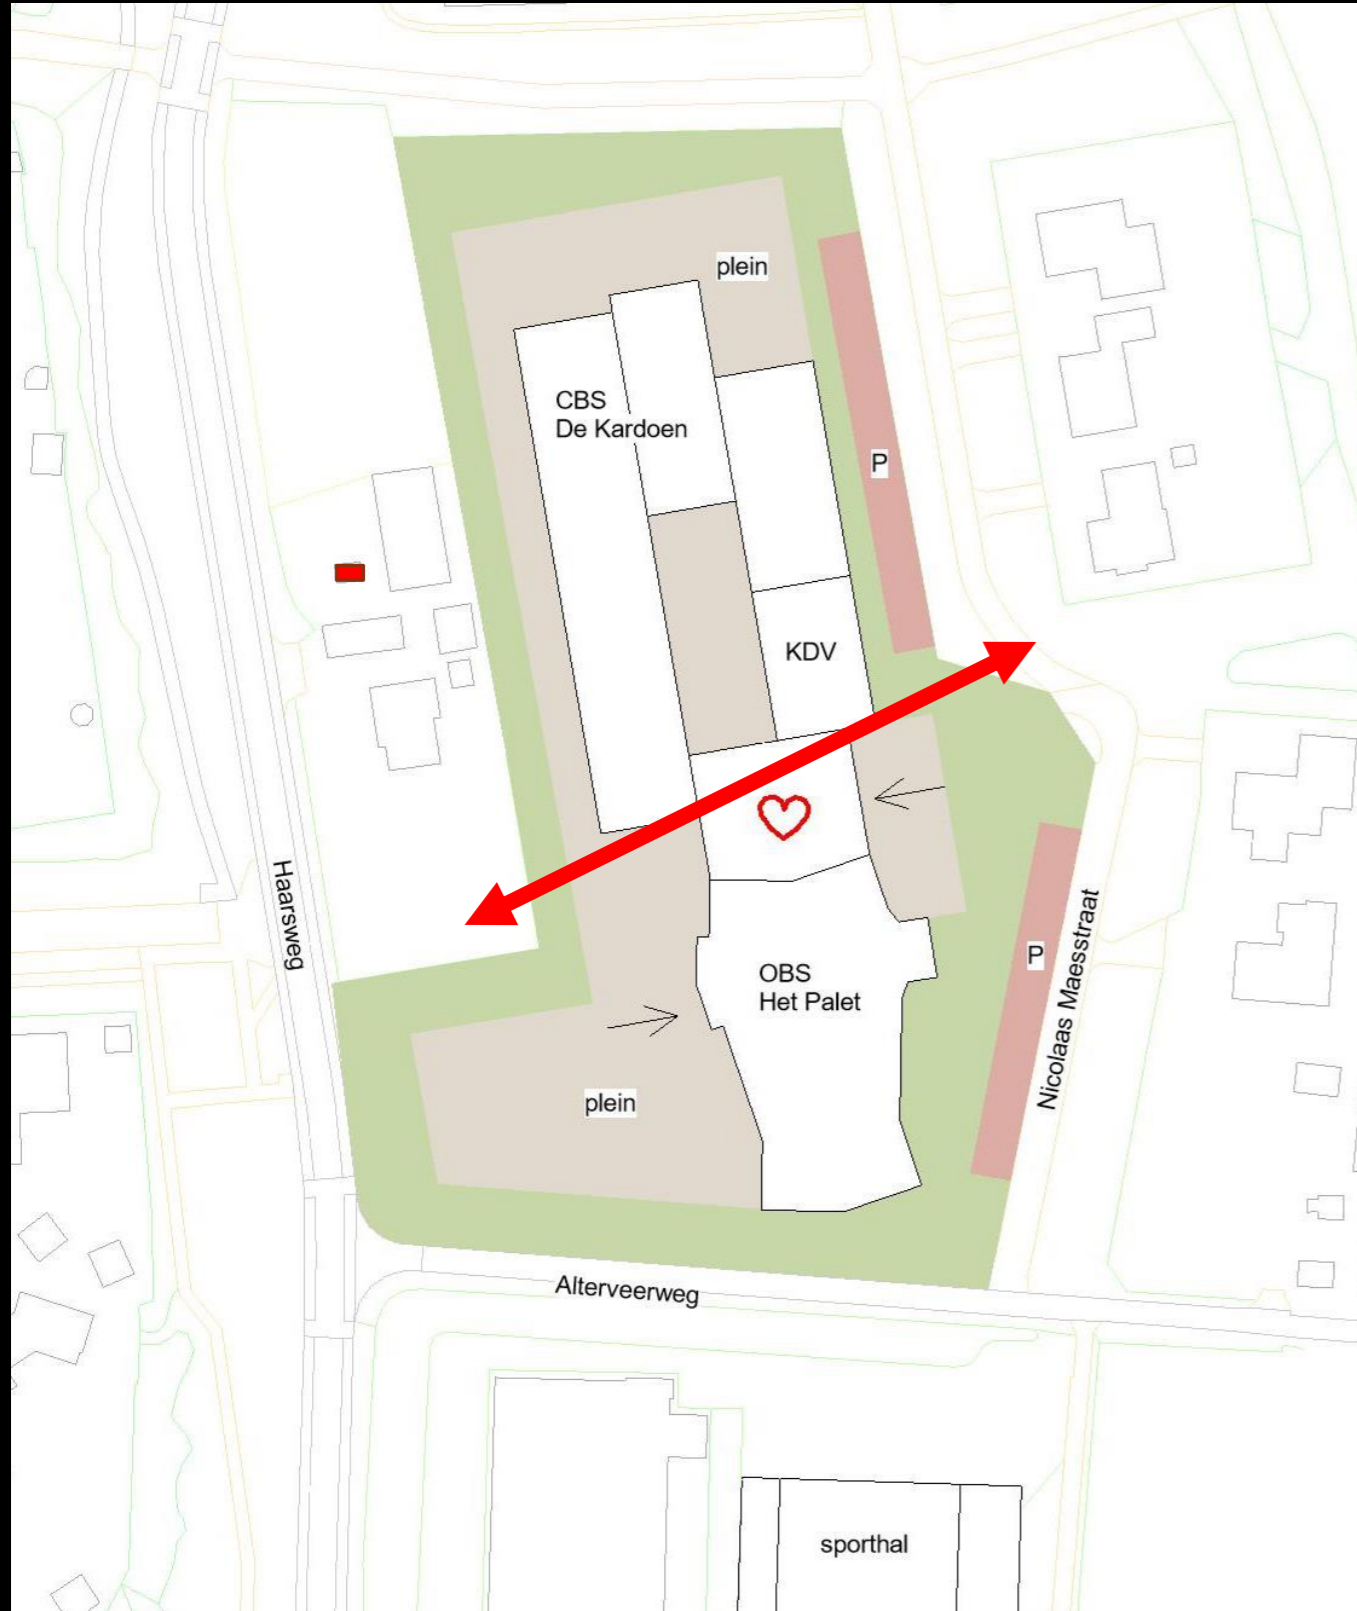 plein
CBS
De Kardoen
P
KDV
Haarsweg
OBS
Het Palet
P
Nicolaas Maesstraat
plein
Alterveerweg
sporthal